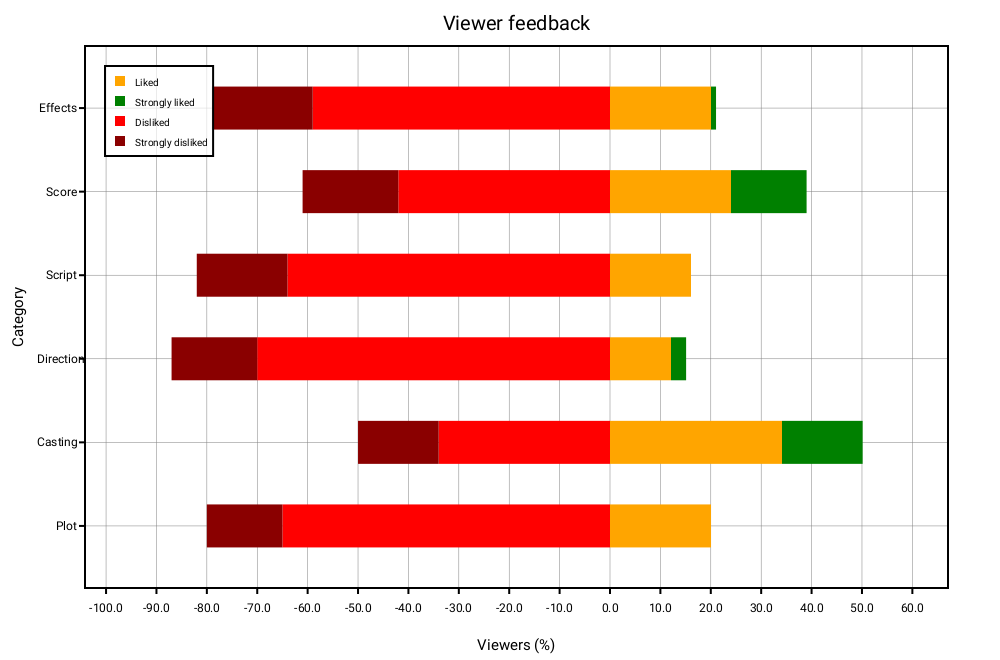 Viewer feedback
Liked
Strongly liked
Disliked
Strongly disliked
Effects
Score
Script
Direction
Casting
Plot
Category
-100.0 -90.0 -80.0 -70.0 -60.0 -50.0 -40.0 -30.0 -20.0 -10.0 0.0 10.0 20.0 30.0 40.0 50.0 60.0
Viewers (%)